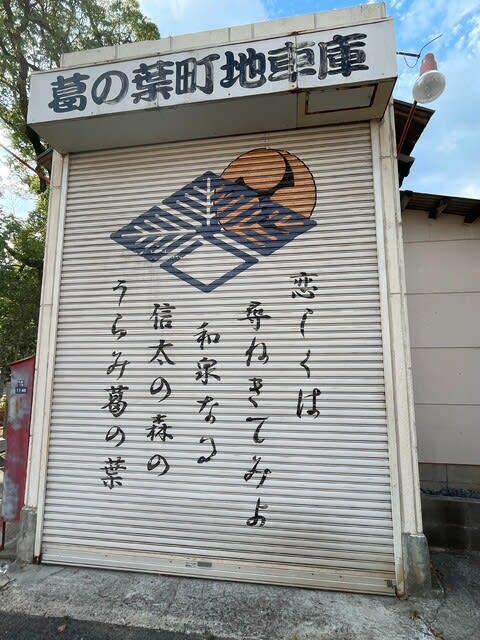 葛の葉町地車庫
恋しくは
尋ねきてみよ
和泉なる
信太の森の
うらみ葛の葉